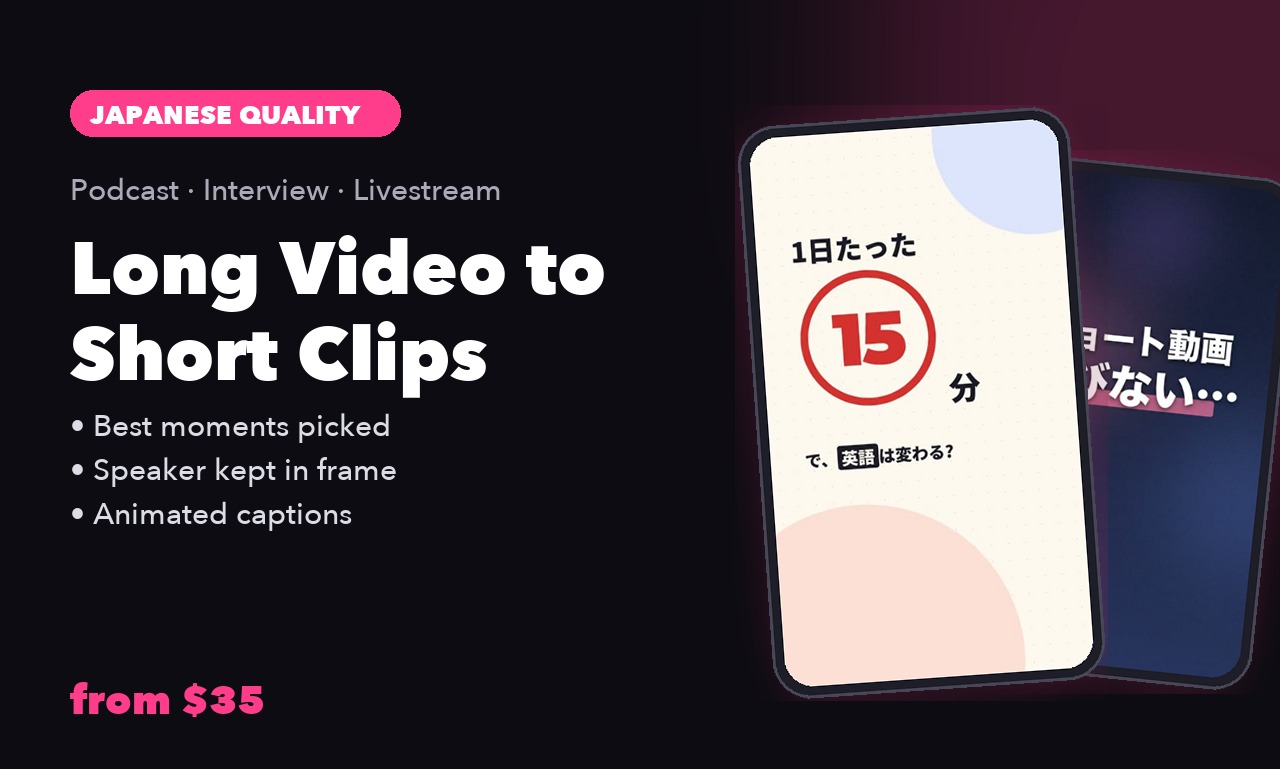 JAPANESE QUALITY
Podcast · Interview · Livestream
Long Video to
Short Clips
• Best moments picked
• Speaker kept in frame
• Animated captions
from $35
1日たった
15
分
で、英語は変わる?
ョート動画
びない…